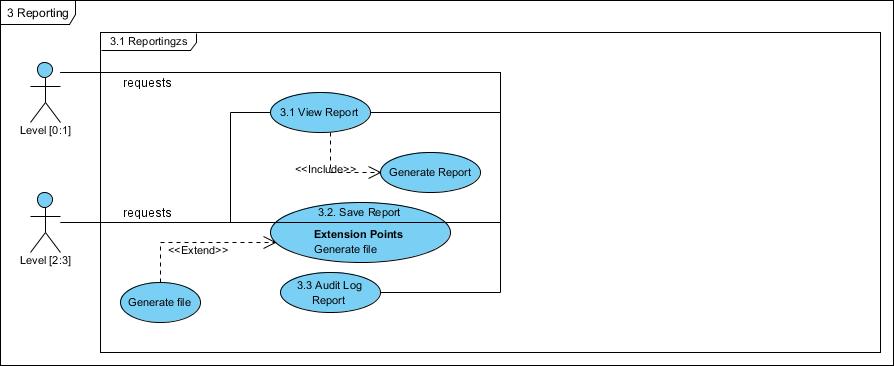 3 Reporting
3.1 Reportingzs
requests
3.1 View Report
Level [0:1]
<<Include>>
Generate Report
requests
3.2. Save Report
Extension Points
Generate file
<<Extend>>
Level [2:3]
3.3 Audit Log
Report
Generate file